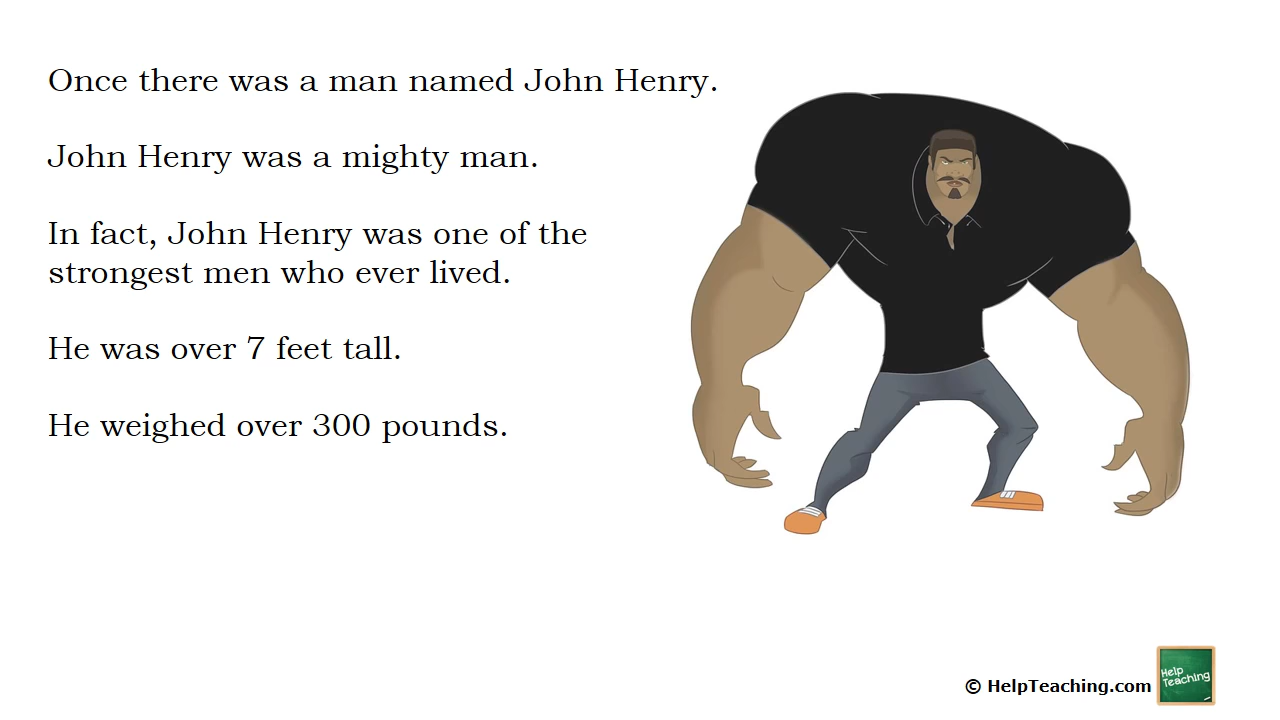 Once there was a man named John Henry.
John Henry was a mighty man.
In fact, John Henry was one of the
strongest men who ever lived.
He was over 7 feet tall.
He weighed over 300 pounds.
© HelpTeaching.com
Help
Teaching